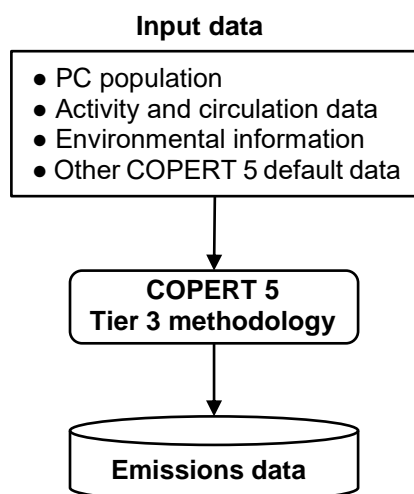 Input data
● PC population
● Activity and circulation data
● Environmental information
● Other COPERT 5 default data
COPERT 5
Tier 3 methodology
Emissions data